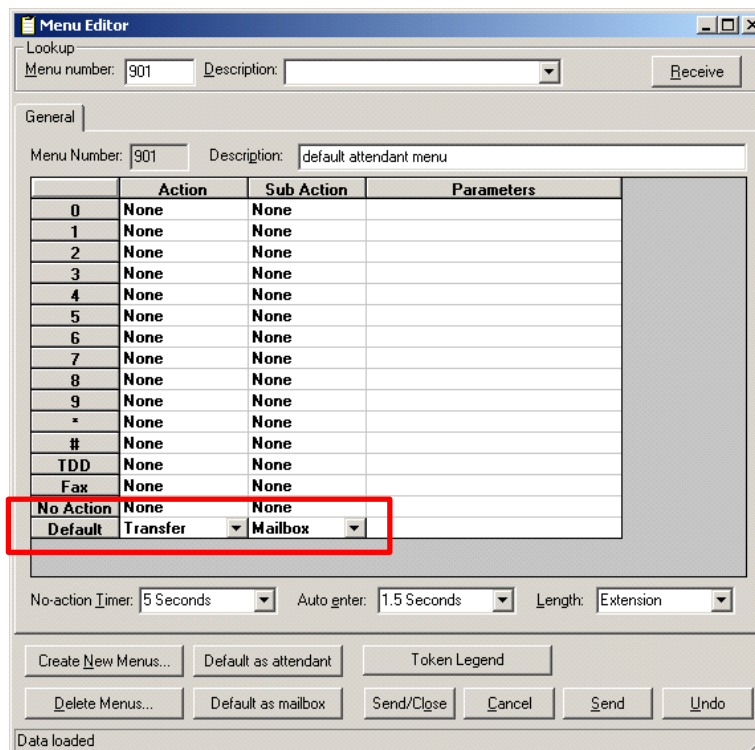 Menu Editor
Lookup
Menu number: 901 Description: Receive
General
Menu Number: 901 Description: default attendant menu
Action Sub Action Parameters
0 None None
1 None None
2 None None
3 None None
4 None None
5 None None
6 None None
7 None None
8 None None
9 None None
* None None
# None None
TDD None None
Fax None None
No Action None None
Default Transfer Mailbox
No-action Timer: 5 Seconds Auto enter: 1.5 Seconds Length: Extension
Create New Menus... Default as attendant Token Legend
Delete Menus... Default as mailbox Send/Close Cancel Send Undo
Data loaded